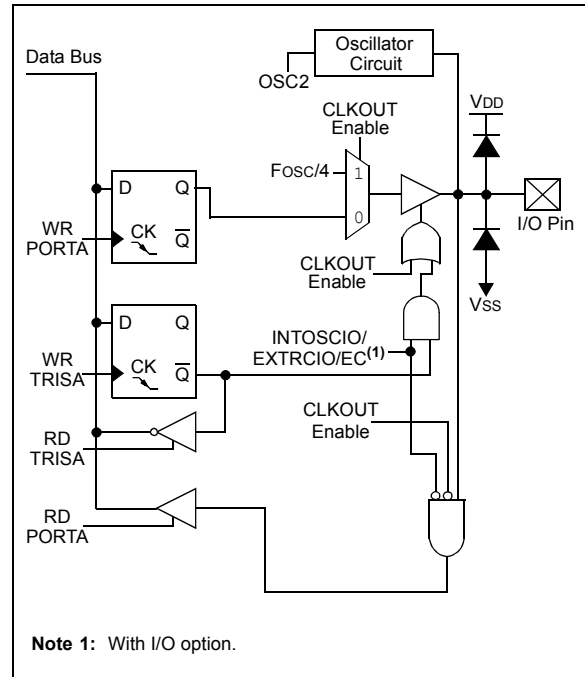 Data Bus
Oscillator
Circuit
OSC2
CLKOUT
Enable
VDD
FOSC/4
1
0
I/O Pin
D
Q
WR
PORTA
CK
Q
CLKOUT
Enable
VSS
D
Q
INTOSCIO/
EXTRCIO/EC(1)
WR
TRISA
CK
Q
CLKOUT
Enable
RD
TRISA
RD
PORTA
Note 1: With I/O option.